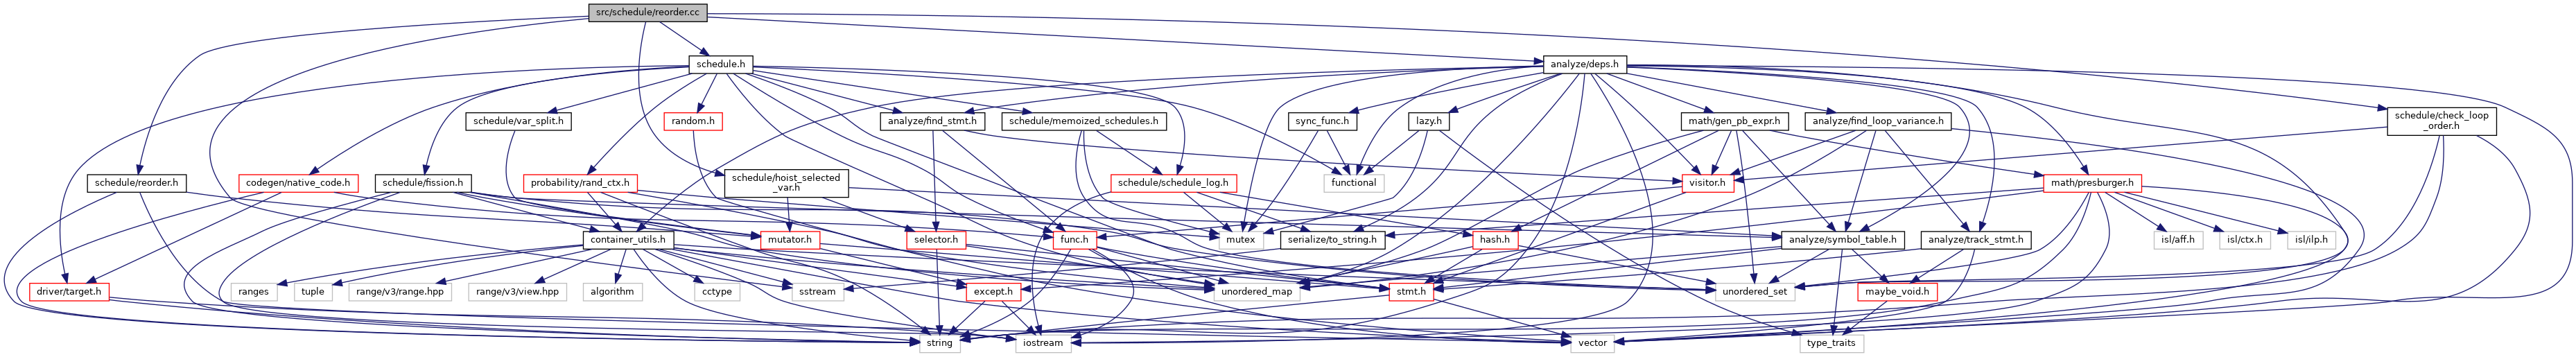 src/schedule/reorder.cc
schedule.h
analyze/deps.h
schedule/var_split.h
random.h
analyze/find_stmt.h
schedule/memoized_schedules.h
sync_func.h
lazy.h
math/gen_pb_expr.h
analyze/find_loop_variance.h
schedule/check_loop
_order.h
schedule/reorder.h
codegen/native_code.h
schedule/fission.h
probability/rand_ctx.h
schedule/hoist_selected
_var.h
schedule/schedule_log.h
functional
visitor.h
math/presburger.h
container_utils.h
mutator.h
selector.h
func.h
mutex
serialize/to_string.h
hash.h
analyze/symbol_table.h
analyze/track_stmt.h
isl/aff.h
isl/ctx.h
isl/ilp.h
driver/target.h
ranges
tuple
range/v3/range.hpp
range/v3/view.hpp
algorithm
cctype
sstream
except.h
unordered_map
stmt.h
unordered_set
maybe_void.h
string
iostream
vector
type_traits